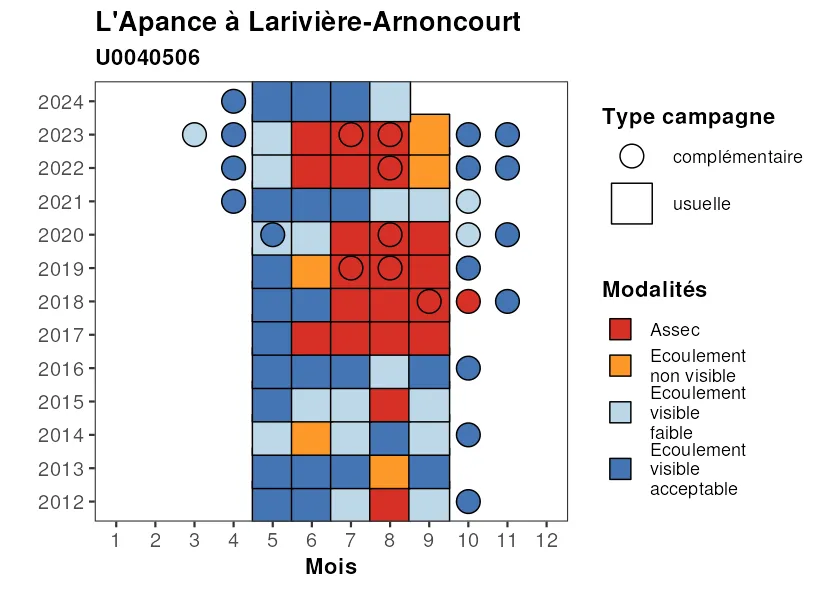 L'Apance à Larivière-Arnoncourt
U0040506
2024
2023
2022
2021
2020
2019
2018
2017
2016
2015
2014
2013
2012
1 2 3 4 5 6 7 8 9 10 11 12
Mois
Type campagne
complémentaire
usuelle
Modalités
Assec
Ecoulement
non visible
Ecoulement
visible
faible
Ecoulement
visible
acceptable